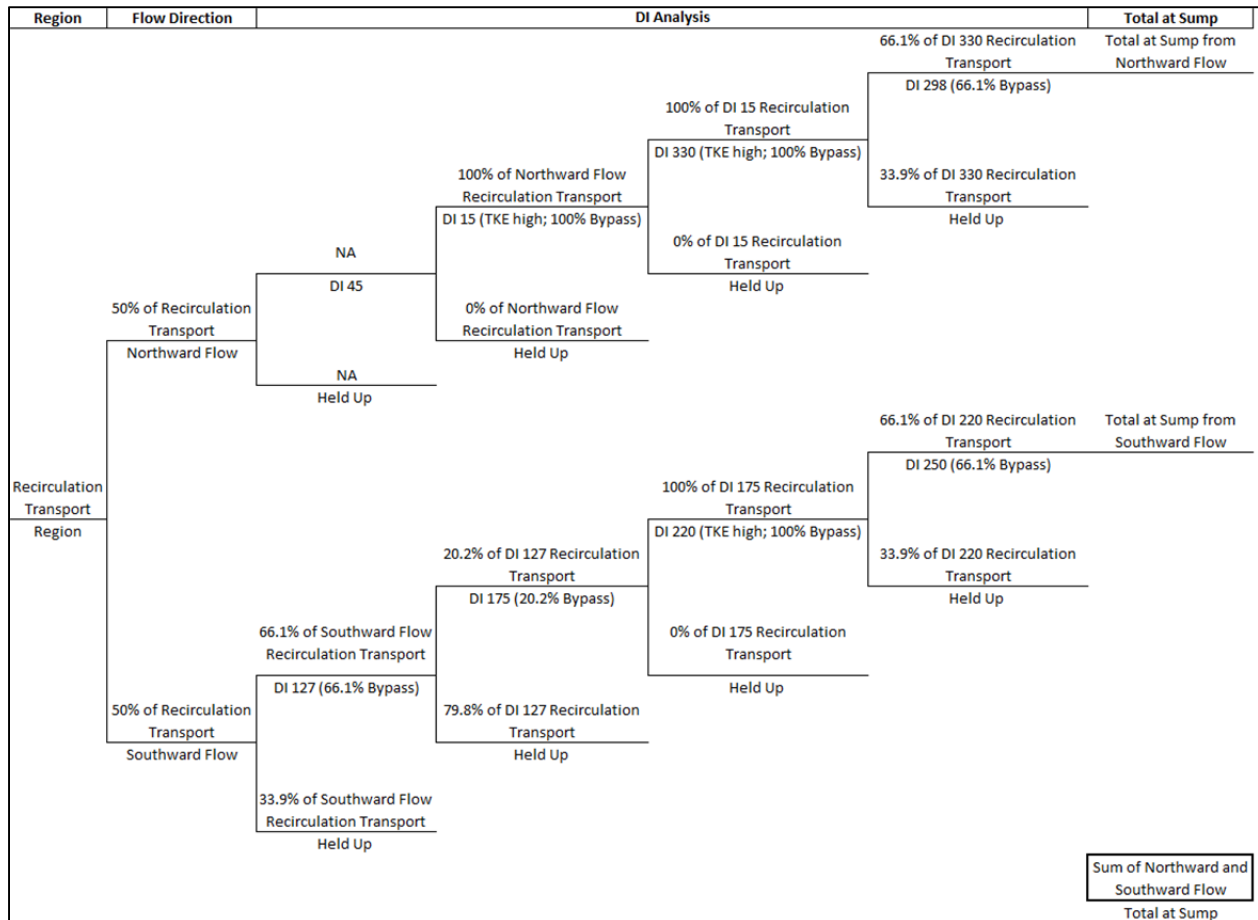 Region Flow Direction DI Analysis Total at Sump
66.1% of DI 330 Recirculation
Transport
Total at Sump from
Northward Flow
DI 298 (66.1% Bypass)
100% of DI 15 Recirculation
Transport
DI 330 (TKE high; 100% Bypass)
33.9% of DI 330 Recirculation
Transport
Held Up
100% of Northward Flow
Recirculation Transport
DI 15 (TKE high; 100% Bypass)
0% of DI 15 Recirculation
Transport
Held Up
NA
DI 45
0% of Northward Flow
Recirculation Transport
Held Up
50% of Recirculation
Transport
Northward Flow
NA
Held Up
66.1% of DI 220 Recirculation
Transport
Total at Sump from
Southward Flow
DI 250 (66.1% Bypass)
Recirculation
Transport
Region
100% of DI 175 Recirculation
Transport
DI 220 (TKE high; 100% Bypass)
33.9% of DI 220 Recirculation
Transport
Held Up
20.2% of DI 127 Recirculation
Transport
DI 175 (20.2% Bypass)
0% of DI 175 Recirculation
Transport
Held Up
66.1% of Southward Flow
Recirculation Transport
DI 127 (66.1% Bypass)
79.8% of DI 127 Recirculation
Transport
Held Up
50% of Recirculation
Transport
Southward Flow
33.9% of Southward Flow
Recirculation Transport
Held Up
Sum of Northward and
Southward Flow
Total at Sump